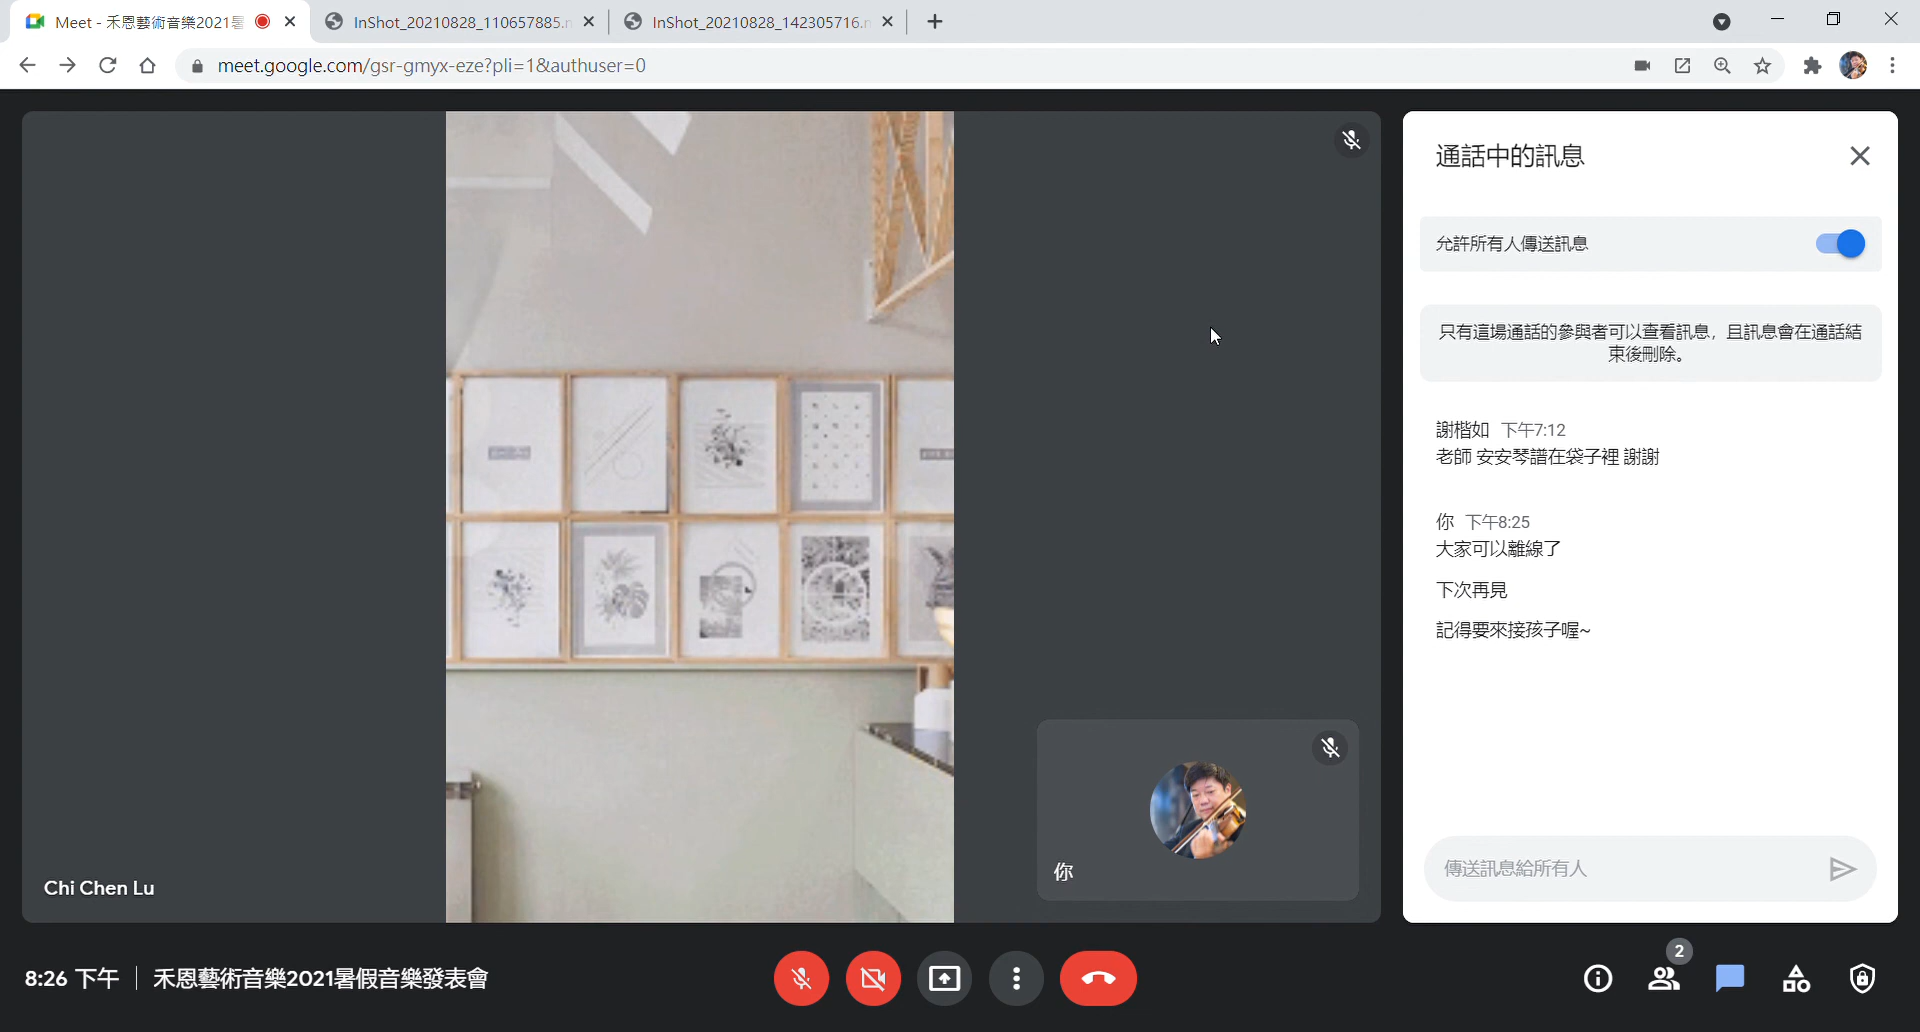 Meet - 禾恩藝術音樂2021暑
InShot_20210828_110657885.m
InShot_20210828_142305716.m
meet.google.com/gsr-gmyx-eze?pli=1&authuser=0
通話中的訊息
允許所有人傳送訊息
只有這場通話的參與者可以查看訊息，且訊息會在通話結
束後刪除。
謝楷如 下午7:12
老師 安安琴譜在袋子裡 謝謝
你 下午8:25
大家可以離線了
下次再見
記得要來接孩子喔~
你
Chi Chen Lu
傳送訊息給所有人
8:26 下午
禾恩藝術音樂2021暑假音樂發表會
2